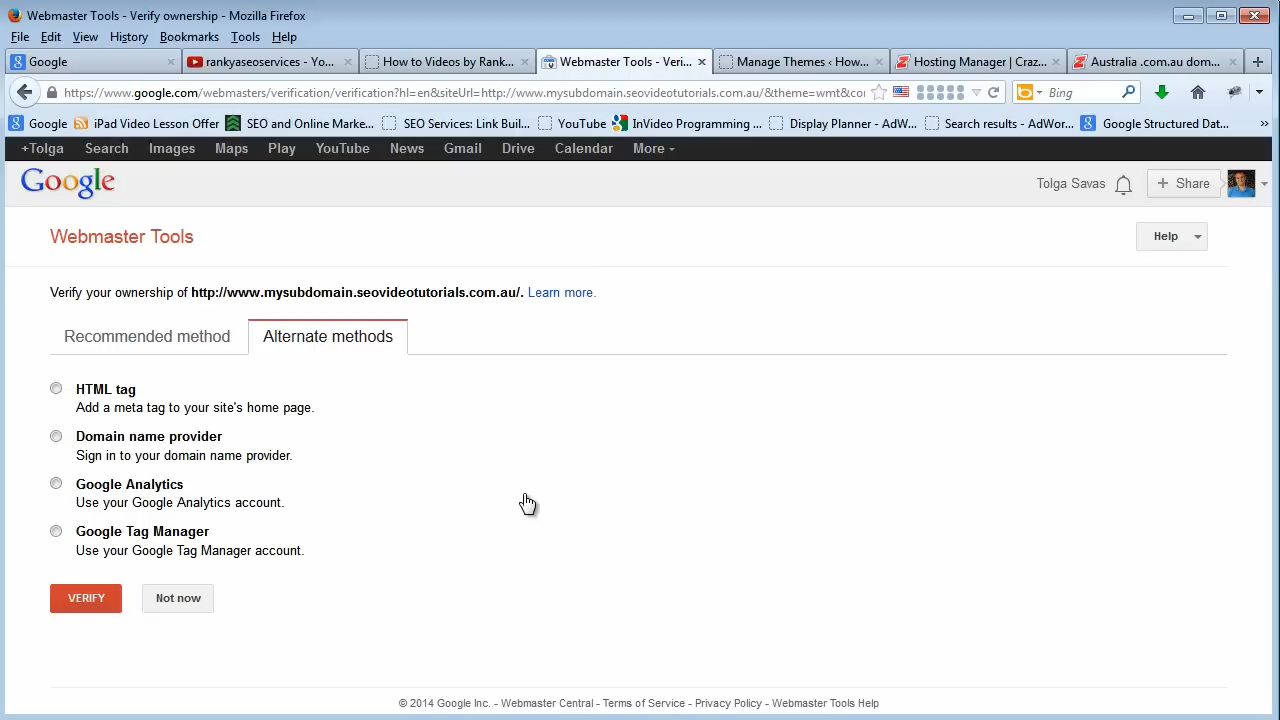 Webmaster Tools - Verify ownership - Mozilla Firefox
File Edit View History Bookmarks Tools Help
Google × rankyaseoservices - Yo... × How to Videos by Rank... × Webmaster Tools - Veri... × Manage Themes ‹ How... × Hosting Manager | Craz... × Australia .com.au dom... × +
https://www.google.com/webmasters/verification/verification?hl=en&siteUrl=http://www.mysubdomain.seovideotutorials.com.au/&theme=wmt&cor Bing
Google iPad Video Lesson Offer SEO and Online Marke... SEO Services: Link Buil... YouTube InVideo Programming ... Display Planner - AdW... Search results - AdWor... Google Structured Dat... »
+Tolga Search Images Maps Play YouTube News Gmail Drive Calendar More
Google Tolga Savas + Share
Webmaster Tools Help
Verify your ownership of http://www.mysubdomain.seovideotutorials.com.au/. Learn more.
Recommended method Alternate methods
HTML tag
Add a meta tag to your site's home page.
Domain name provider
Sign in to your domain name provider.
Google Analytics
Use your Google Analytics account.
Google Tag Manager
Use your Google Tag Manager account.
VERIFY Not now
© 2014 Google Inc. - Webmaster Central - Terms of Service - Privacy Policy - Webmaster Tools Help